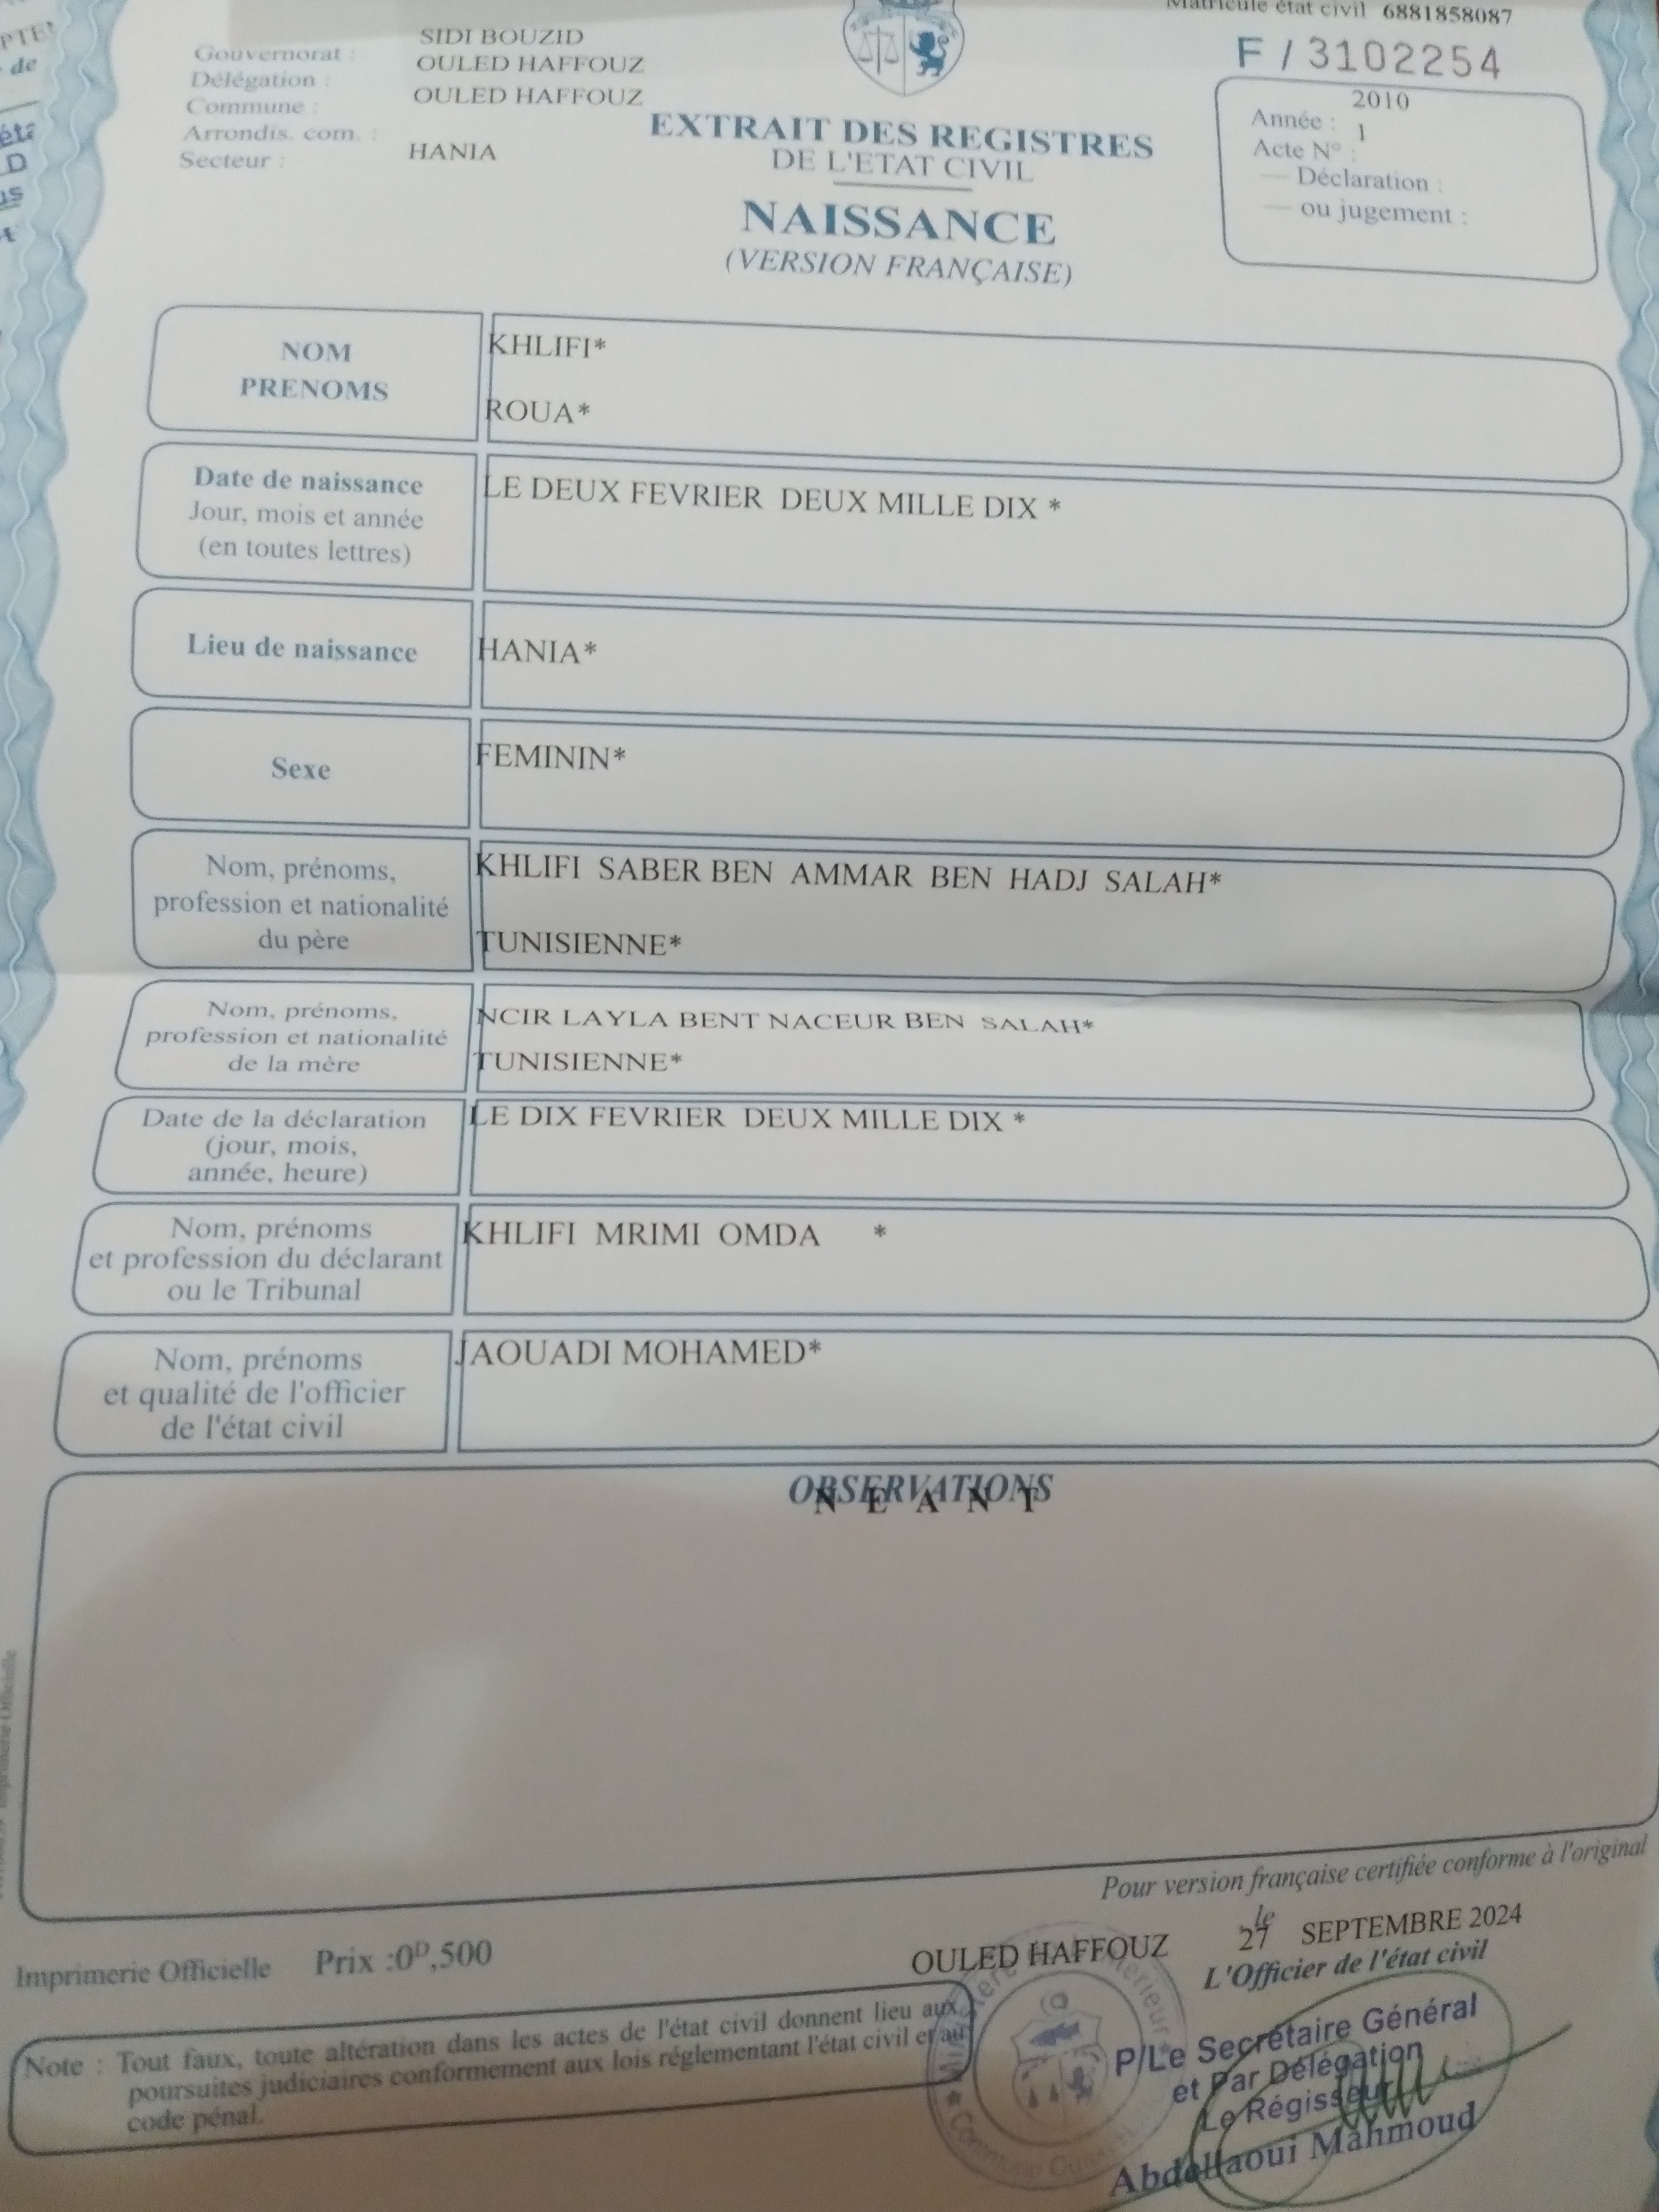 Matricule état civil 6881858087
F / 3102254
Gouvernorat : SIDI BOUZID
Délégation : OULED HAFFOUZ
Commune : OULED HAFFOUZ
Arrondis. com. :
Secteur : HANIA
EXTRAIT DES REGISTRES
DE L'ETAT CIVIL
NAISSANCE
(VERSION FRANÇAISE)
2010
Année :
1
Acte N° :
— Déclaration :
— ou jugement :
NOM
PRENOMS
KHLIFI*
ROUA*
Date de naissance
Jour, mois et année
(en toutes lettres)
LE DEUX FEVRIER DEUX MILLE DIX *
Lieu de naissance
HANIA*
Sexe
FEMININ*
Nom, prénoms,
profession et nationalité
du père
KHLIFI SABER BEN AMMAR BEN HADJ SALAH*
TUNISIENNE*
Nom, prénoms,
profession et nationalité
de la mère
NCIR LAYLA BENT NACEUR BEN SALAH*
TUNISIENNE*
Date de la déclaration
(jour, mois,
année, heure)
LE DIX FEVRIER DEUX MILLE DIX *
Nom, prénoms
et profession du déclarant
ou le Tribunal
KHLIFI MRIMI OMDA *
Nom, prénoms
et qualité de l'officier
de l'état civil
JAOUADI MOHAMED*
OBSERVATIONS
N E A N T
Pour version française certifiée conforme à l'original
OULED HAFFOUZ le 27 SEPTEMBRE 2024
L'Officier de l'état civil
Imprimerie Officielle Prix :0ᴰ,500
Note : Tout faux, toute altération dans les actes de l'état civil donnent lieu aux
poursuites judiciaires conformement aux lois réglementant l'état civil et au
code pénal.
P/Le Secrétaire Général
et Par Délégation
Le Régisseur
Abdellaoui Mahmoud